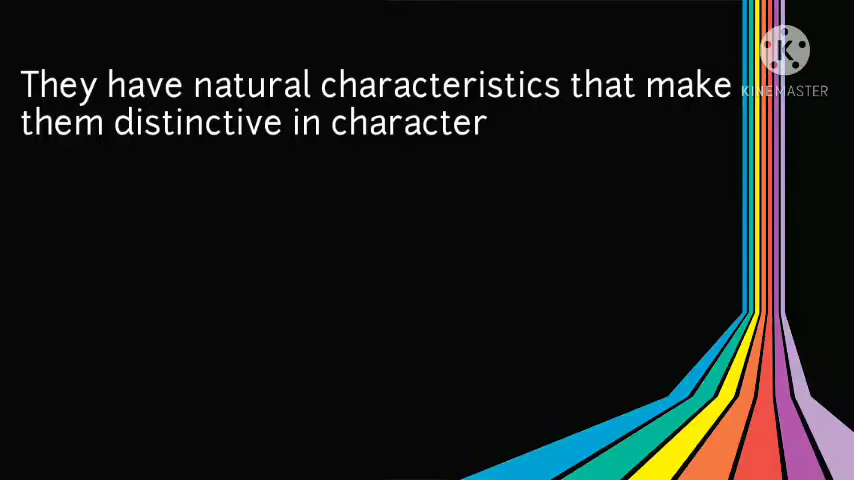 They have natural characteristics that make
them distinctive in character
KINEMASTER